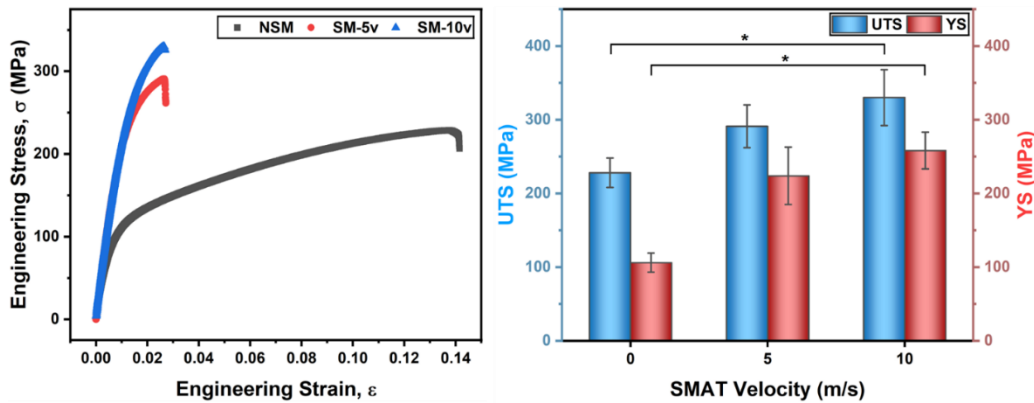 NSM SM-5v SM-10v
Engineering Stress, σ (MPa)
300
200
100
0
0.00 0.02 0.04 0.06 0.08 0.10 0.12 0.14
Engineering Strain, ε
UTS YS
*
*
UTS (MPa)
400
300
200
100
0
YS (MPa)
400
300
200
100
0
0 5 10
SMAT Velocity (m/s)